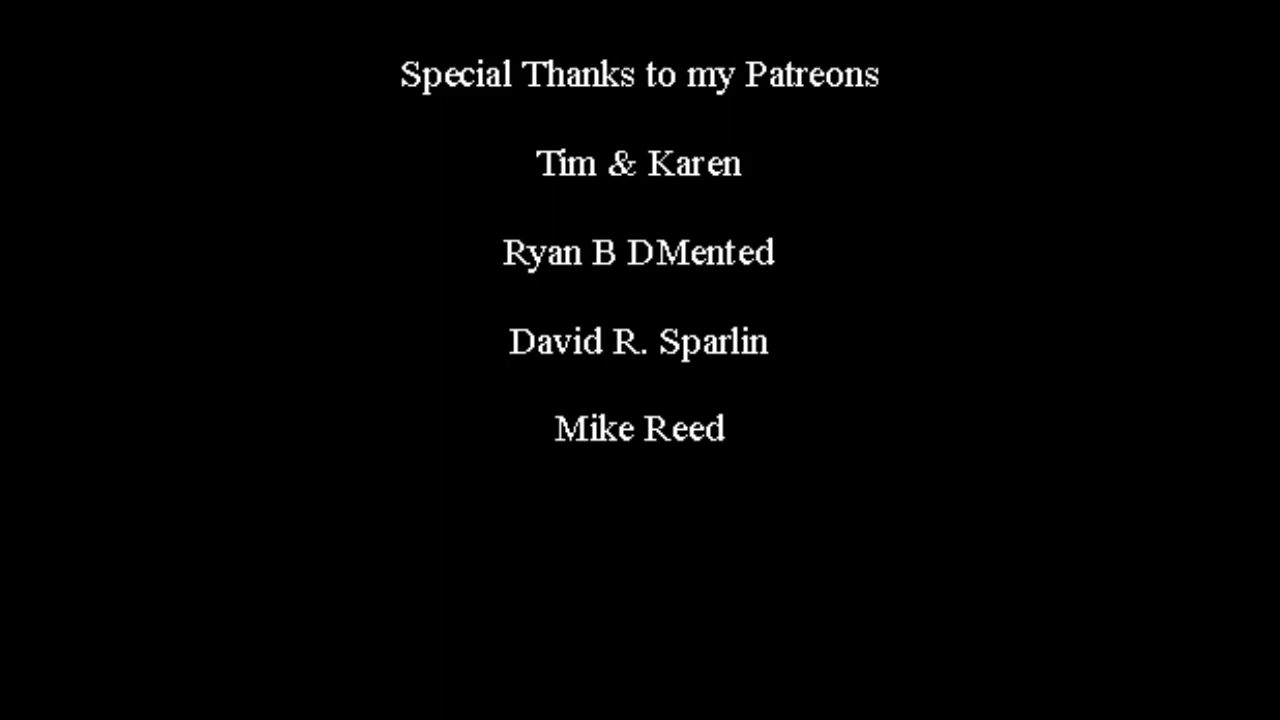 Special Thanks to my Patreons
Tim & Karen
Ryan B DMented
David R. Sparlin
Mike Reed